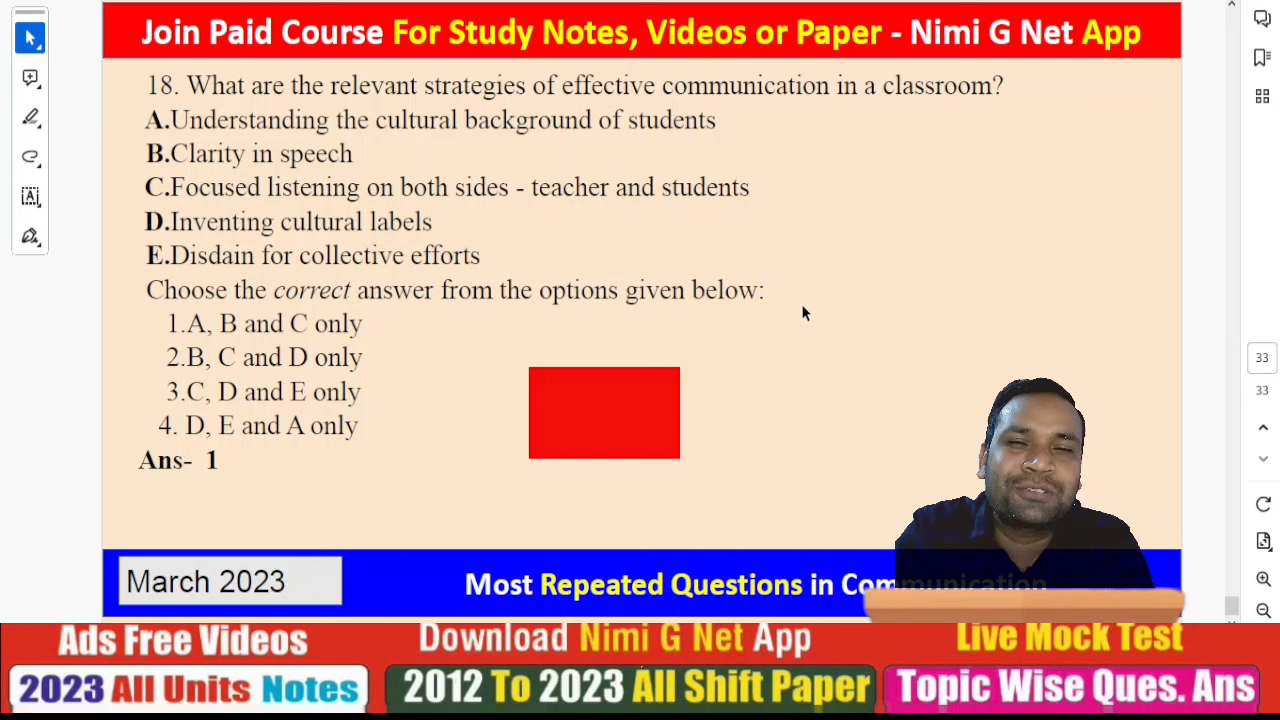 Join Paid Course For Study Notes, Videos or Paper - Nimi G Net App
18. What are the relevant strategies of effective communication in a classroom?
A.Understanding the cultural background of students
B.Clarity in speech
C.Focused listening on both sides - teacher and students
D.Inventing cultural labels
E.Disdain for collective efforts
Choose the correct answer from the options given below:
1.A, B and C only
2.B, C and D only
3.C, D and E only
4. D, E and A only
Ans- 1
33
33
March 2023
Most Repeated Questions in Communication
Ads Free Videos
Download Nimi G Net App
Live Mock Test
2023 All Units Notes
2012 To 2023 All Shift Paper
Topic Wise Ques. Ans